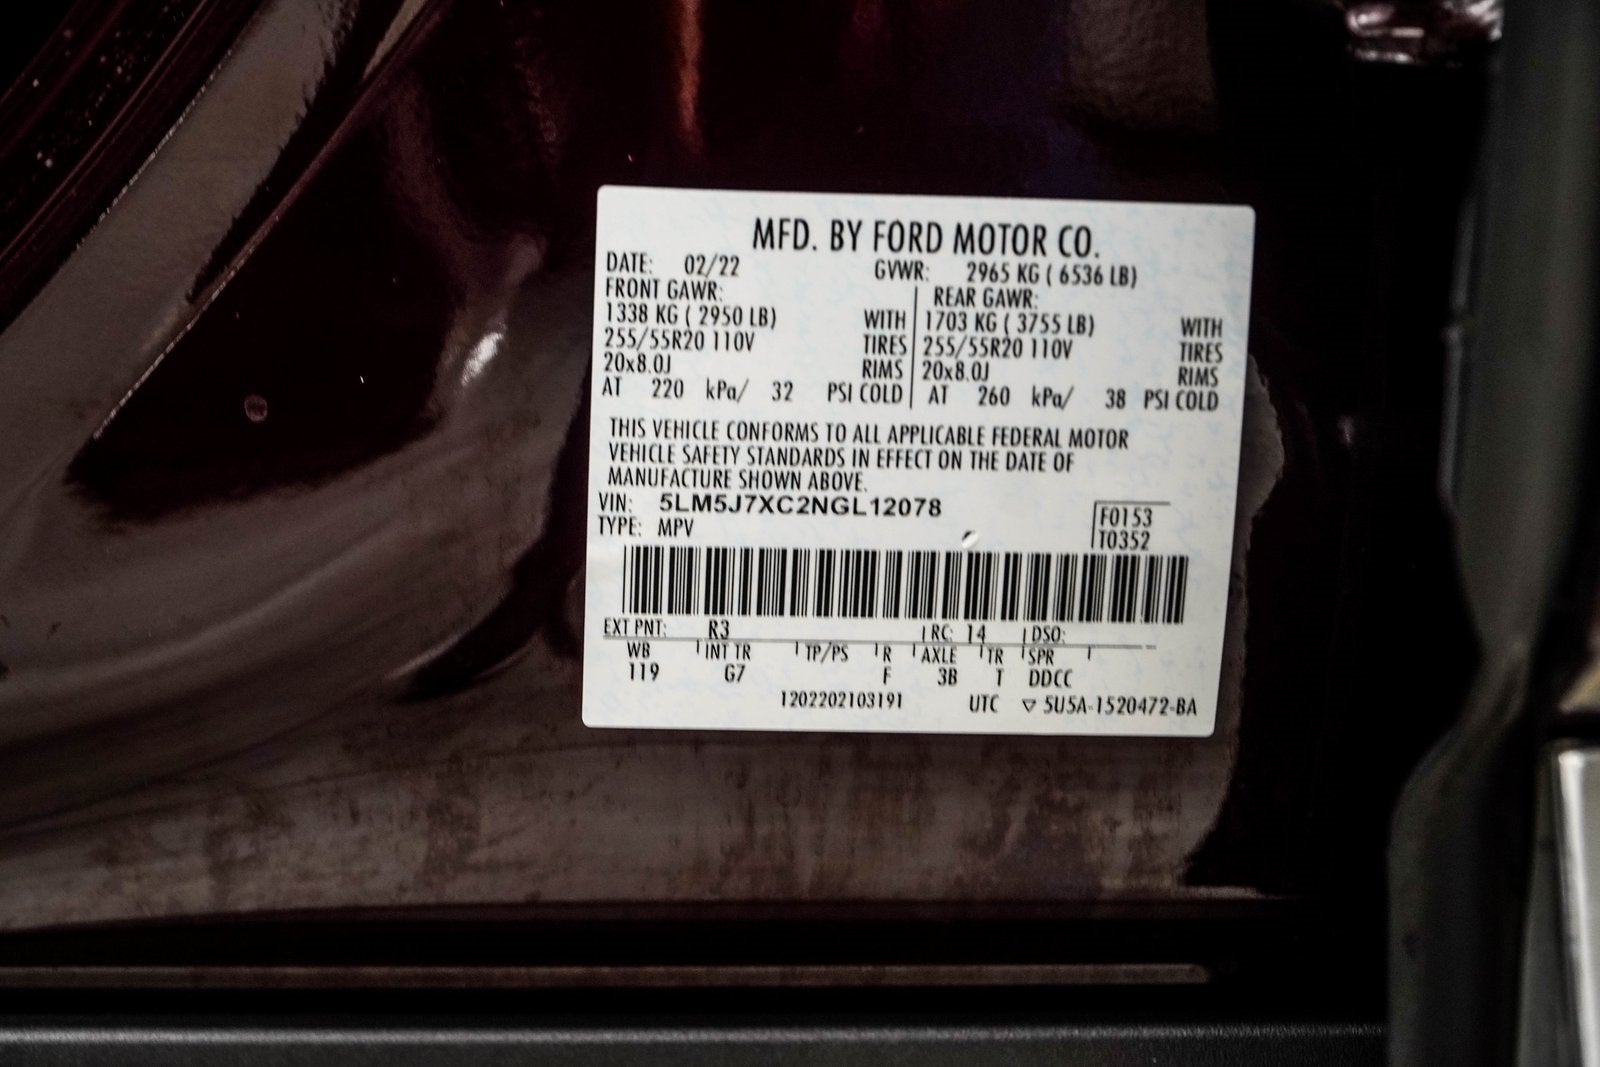 MFD. BY FORD MOTOR CO.
DATE: 02/22 GVWR: 2965 KG ( 6536 LB)
FRONT GAWR: REAR GAWR:
1338 KG ( 2950 LB) WITH 1703 KG ( 3755 LB) WITH
255/55R20 110V TIRES 255/55R20 110V TIRES
20x8.0J RIMS 20x8.0J RIMS
AT 220 kPa/ 32 PSI COLD AT 260 kPa/ 38 PSI COLD
THIS VEHICLE CONFORMS TO ALL APPLICABLE FEDERAL MOTOR
VEHICLE SAFETY STANDARDS IN EFFECT ON THE DATE OF
MANUFACTURE SHOWN ABOVE.
VIN: 5LM5J7XC2NGL12078 F0153
TYPE: MPV T0352
EXT PNT: R3 RC: 14 DSO:
WB INT TR TP/PS R AXLE TR SPR
119 G7 F 3B T DDCC
1202202103191 UTC ▽ 5U5A-1520472-BA